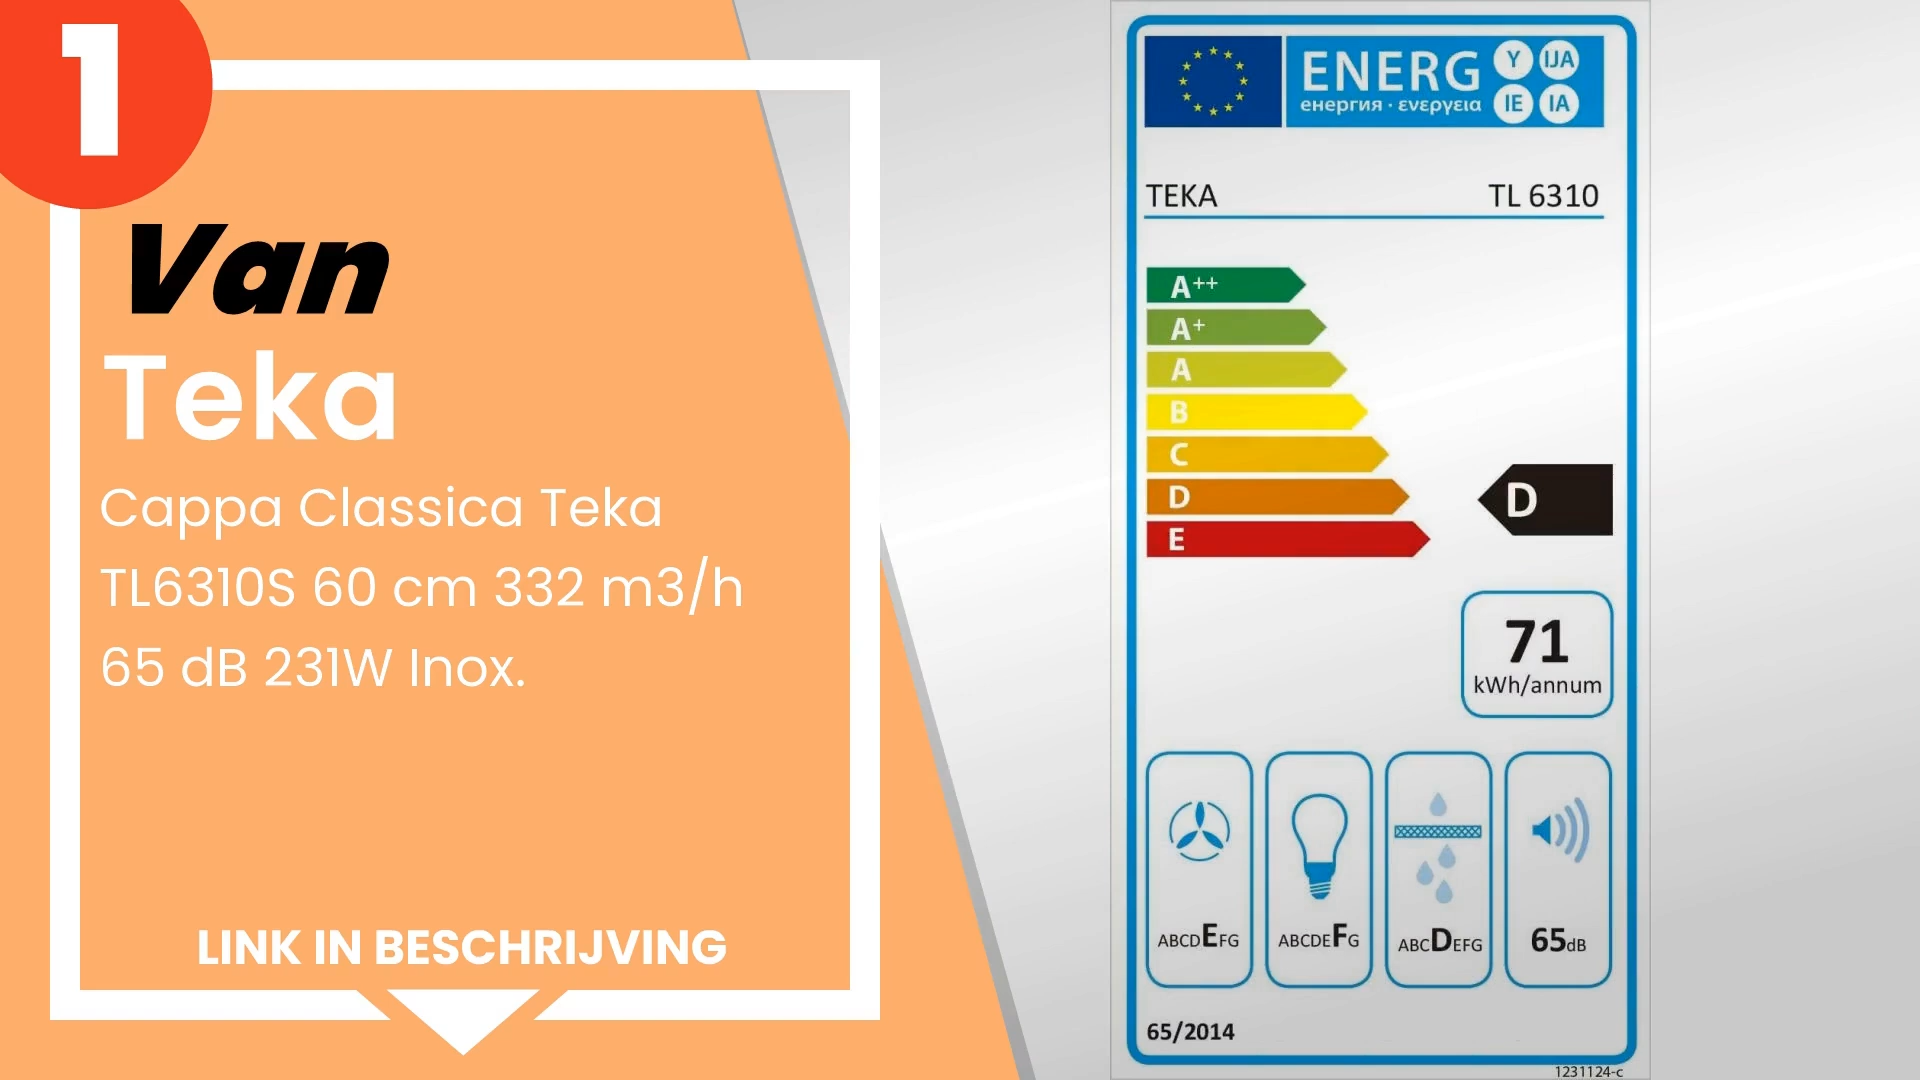 1
Van
Teka
Cappa Classica Teka
TL6310S 60 cm 332 m3/h
65 dB 231W Inox.
LINK IN BESCHRIJVING
ENERG
енергия · ενεργεια
Y IJA
IE IA
TEKA TL 6310
A++
A+
A
B
C
D
E
D
71
kWh/annum
ABCDEFG
ABCDEFG
ABCDEFG
65dB
65/2014
1231124-c